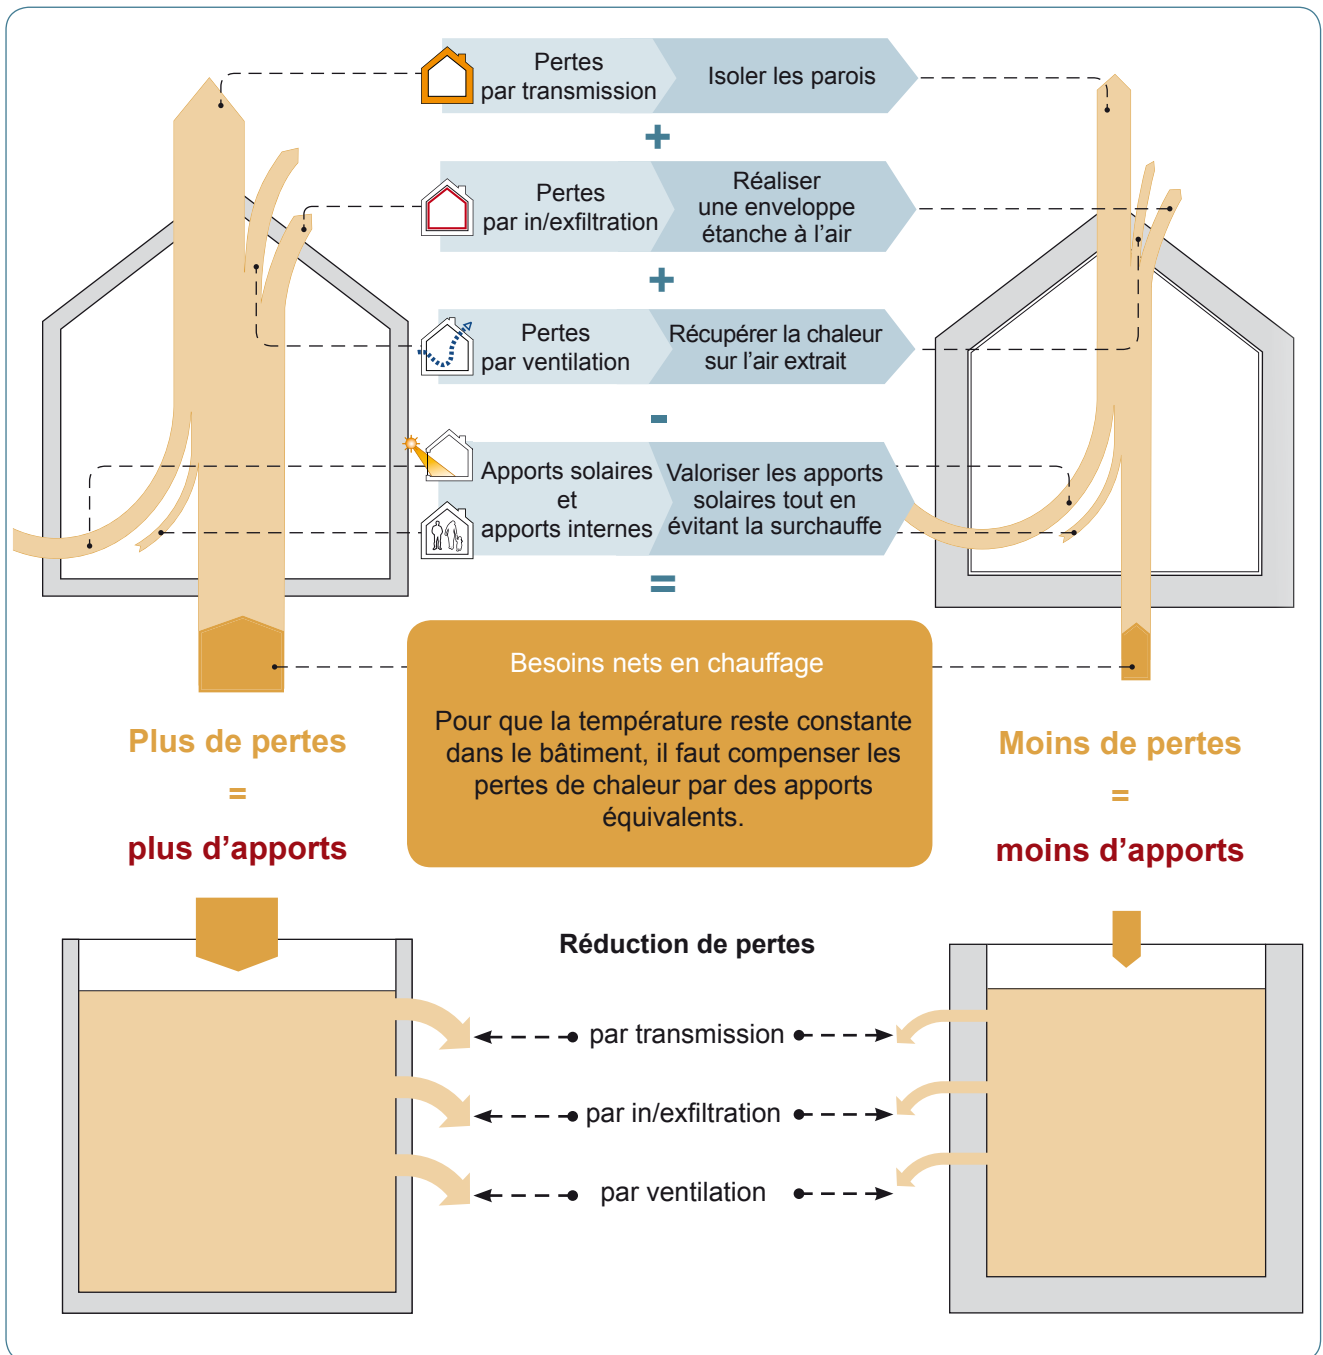 Pertes
par transmission
Isoler les parois
+
Pertes
par in/exfiltration
Réaliser
une enveloppe
étanche à l’air
+
Pertes
par ventilation
Récupérer la chaleur
sur l’air extrait
-
Apports solaires
et
apports internes
Valoriser les apports
solaires tout en
évitant la surchauffe
=
Besoins nets en chauffage
Pour que la température reste constante
dans le bâtiment, il faut compenser les
pertes de chaleur par des apports
équivalents.
Plus de pertes
=
plus d’apports
Moins de pertes
=
moins d’apports
Réduction de pertes
par transmission
par in/exfiltration
par ventilation